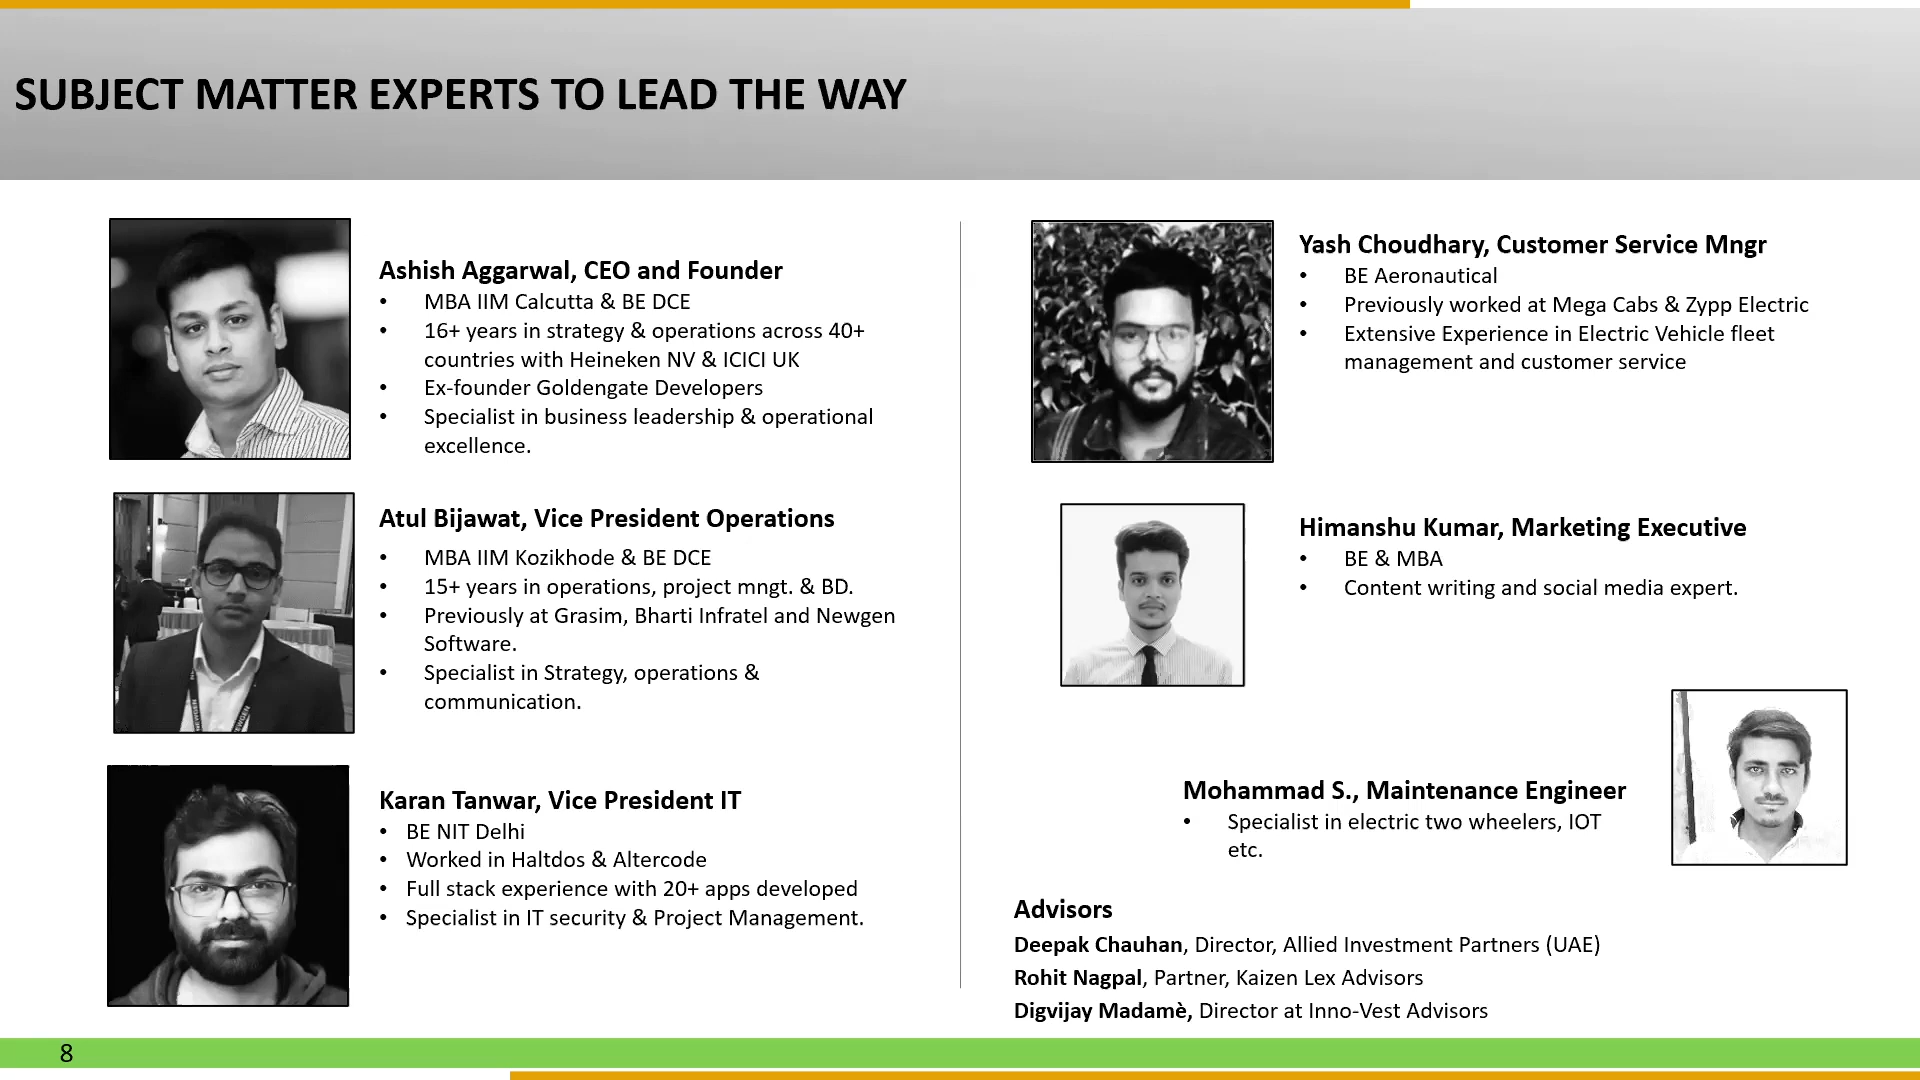 SUBJECT MATTER EXPERTS TO LEAD THE WAY
Ashish Aggarwal, CEO and Founder
• MBA IIM Calcutta & BE DCE
• 16+ years in strategy & operations across 40+
countries with Heineken NV & ICICI UK
• Ex-founder Goldengate Developers
• Specialist in business leadership & operational
excellence.
Atul Bijawat, Vice President Operations
• MBA IIM Kozikhode & BE DCE
• 15+ years in operations, project mngt. & BD.
• Previously at Grasim, Bharti Infratel and Newgen
Software.
• Specialist in Strategy, operations &
communication.
Karan Tanwar, Vice President IT
• BE NIT Delhi
• Worked in Haltdos & Altercode
• Full stack experience with 20+ apps developed
• Specialist in IT security & Project Management.
Yash Choudhary, Customer Service Mngr
• BE Aeronautical
• Previously worked at Mega Cabs & Zypp Electric
• Extensive Experience in Electric Vehicle fleet
management and customer service
Himanshu Kumar, Marketing Executive
• BE & MBA
• Content writing and social media expert.
Mohammad S., Maintenance Engineer
• Specialist in electric two wheelers, IOT
etc.
Advisors
Deepak Chauhan, Director, Allied Investment Partners (UAE)
Rohit Nagpal, Partner, Kaizen Lex Advisors
Digvijay Madamè, Director at Inno-Vest Advisors
8